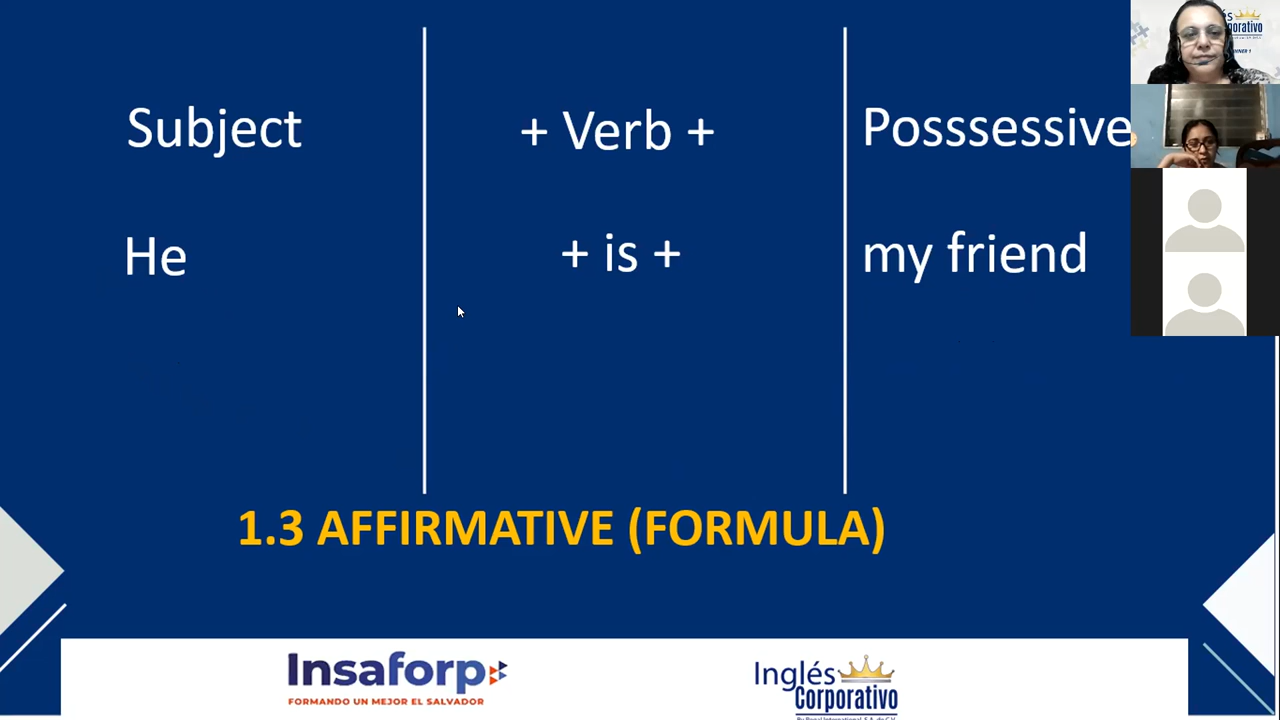 Subject
+ Verb +
Posssessive
He
+ is +
my friend
1.3 AFFIRMATIVE (FORMULA)
Insaforp
FORMANDO UN MEJOR EL SALVADOR
Inglés
Corporativo